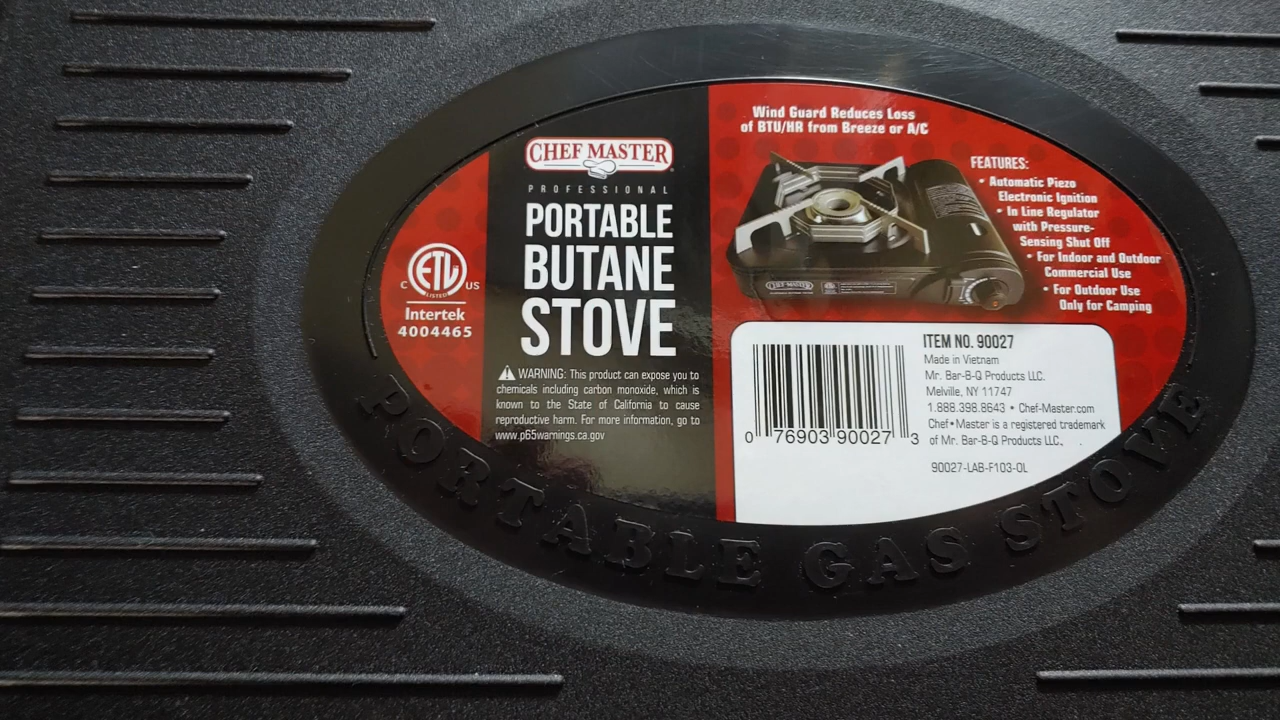 Wind Guard Reduces Loss
of BTU/HR from Breeze or A/C
CHEF MASTER®
PROFESSIONAL
PORTABLE
BUTANE
STOVE
ETL
LISTED
C US
Intertek
4004465
WARNING: This product can expose you to
chemicals including carbon monoxide, which is
known to the State of California to cause
reproductive harm. For more information, go to
www.p65warnings.ca.gov
CHEF MASTER
FEATURES:
• Automatic Piezo
Electronic Ignition
• In Line Regulator
with Pressure-
Sensing Shut Off
• For Indoor and Outdoor
Commercial Use
• For Outdoor Use
Only for Camping
0 76903 90027 3
ITEM NO. 90027
Made in Vietnam
Mr. Bar-B-Q Products LLC.
Melville, NY 11747
1.888.398.8643 • Chef-Master.com
Chef•Master is a registered trademark
of Mr. Bar-B-Q Products LLC.
90027-LAB-F103-OL
PORTABLE GAS STOVE